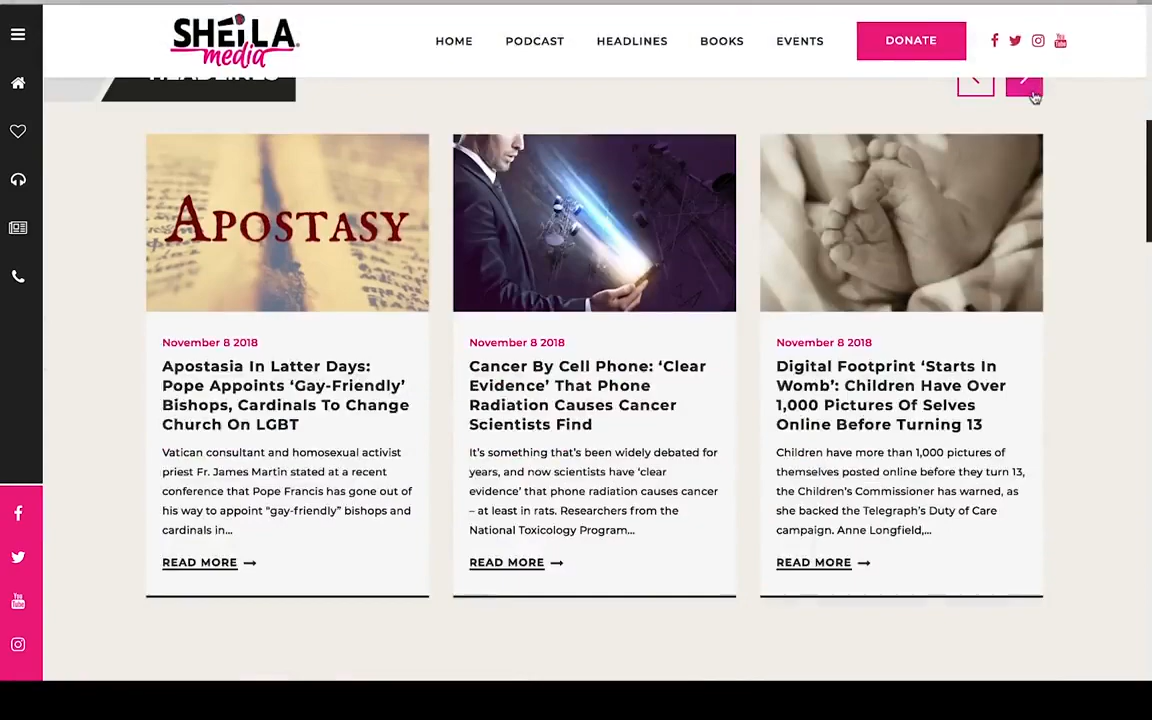 SHEiLA
media
HOME PODCAST HEADLINES BOOKS EVENTS DONATE
HEADLINES
APOSTASY
November 8 2018
Apostasia In Latter Days:
Pope Appoints ‘Gay-Friendly’
Bishops, Cardinals To Change
Church On LGBT
Vatican consultant and homosexual activist
priest Fr. James Martin stated at a recent
conference that Pope Francis has gone out of
his way to appoint “gay-friendly” bishops and
cardinals in...
READ MORE
November 8 2018
Cancer By Cell Phone: ‘Clear
Evidence’ That Phone
Radiation Causes Cancer
Scientists Find
It’s something that’s been widely debated for
years, and now scientists have ‘clear
evidence’ that phone radiation causes cancer
– at least in rats. Researchers from the
National Toxicology Program...
READ MORE
November 8 2018
Digital Footprint ‘Starts In
Womb’: Children Have Over
1,000 Pictures Of Selves
Online Before Turning 13
Children have more than 1,000 pictures of
themselves posted online before they turn 13,
the Children’s Commissioner has warned, as
she backed the Telegraph’s Duty of Care
campaign. Anne Longfield,...
READ MORE